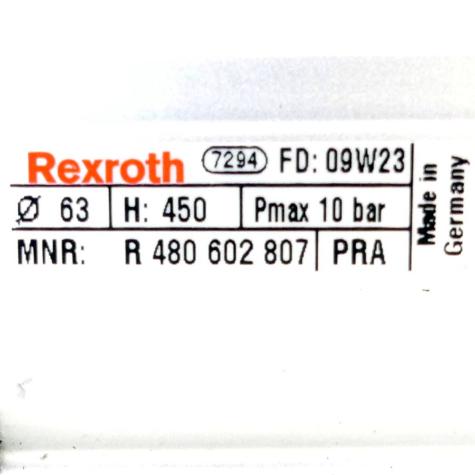 Rexroth 7294 FD: 09W23
Ø 63 H: 450 Pmax 10 bar
MNR: R 480 602 807 PRA
Made in
Germany